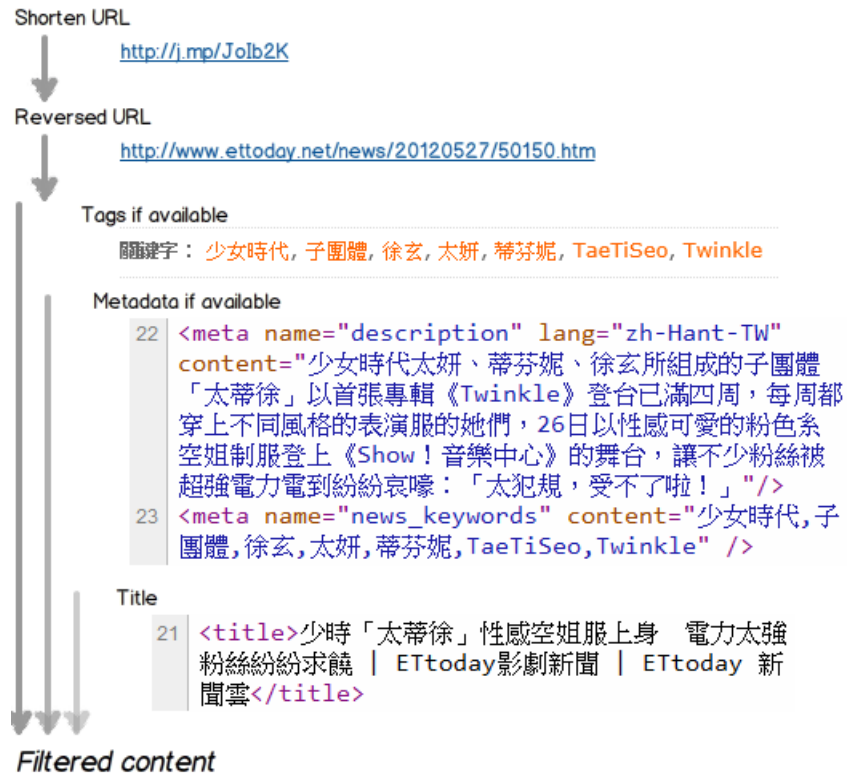 Shorten URL
http://j.mp/JoIb2K
Reversed URL
http://www.ettoday.net/news/20120527/50150.htm
Tags if available
關鍵字： 少女時代, 子團體, 徐玄, 太妍, 蒂芬妮, TaeTiSeo, Twinkle
Metadata if available
22 <meta name="description" lang="zh-Hant-TW"
content="少女時代太妍、蒂芬妮、徐玄所組成的子團體
「太蒂徐」以首張專輯《Twinkle》登台已滿四周，每周都
穿上不同風格的表演服的她們，26日以性感可愛的粉色系
空姐制服登上《Show！音樂中心》的舞台，讓不少粉絲被
超強電力電到紛紛哀嚎：「太犯規，受不了啦！」"/>
23 <meta name="news_keywords" content="少女時代,子
團體,徐玄,太妍,蒂芬妮,TaeTiSeo,Twinkle" />
Title
21 <title>少時「太蒂徐」性感空姐服上身　電力太強
粉絲紛紛求饒 | ETtoday影劇新聞 | ETtoday 新
聞雲</title>
Filtered content